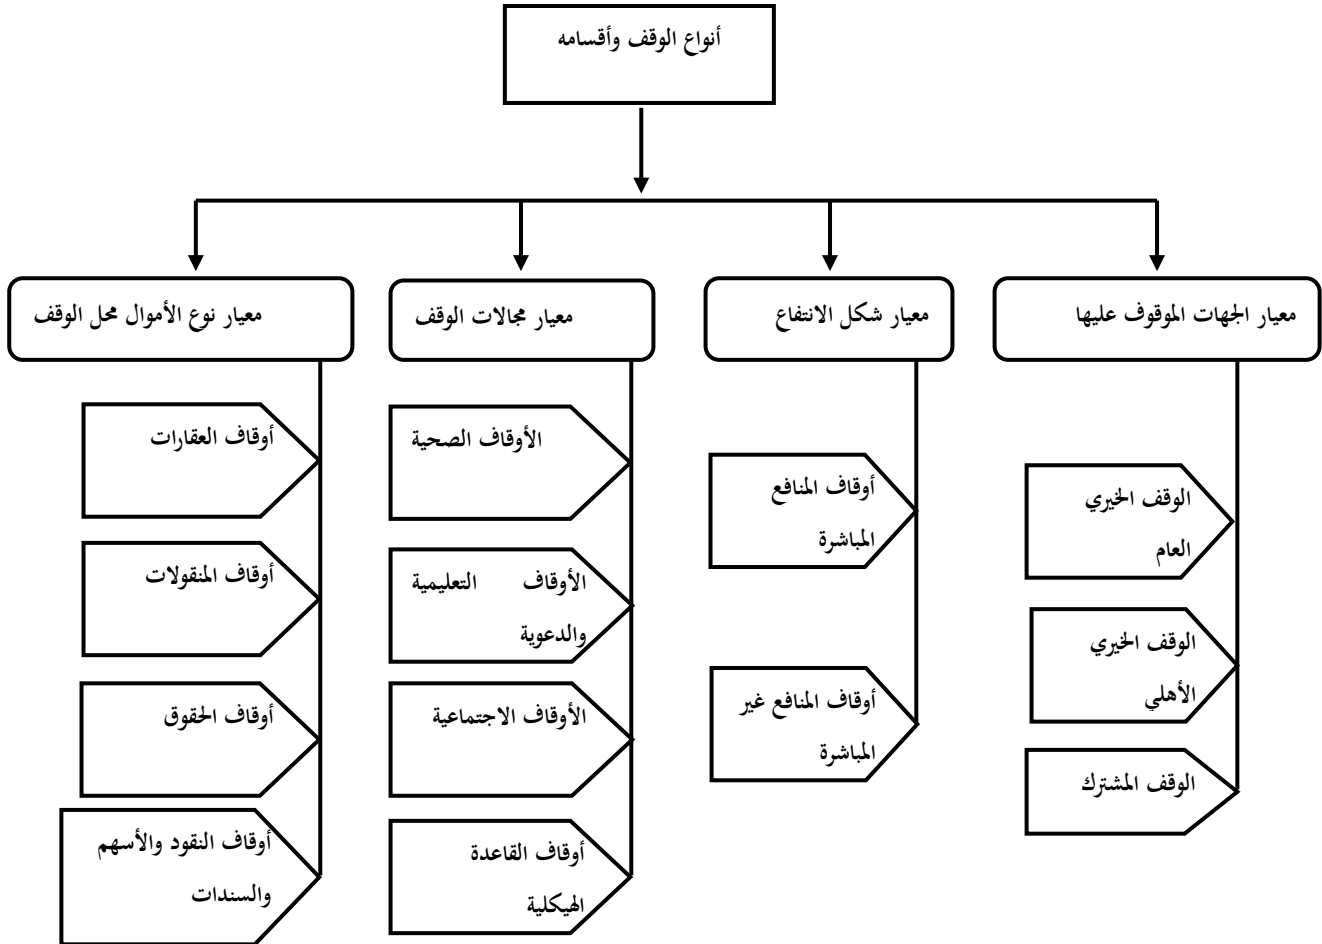 أنواع الوقف وأقسامه
معيار الجهات الموقوف عليها
معيار شكل الانتفاع
معيار مجالات الوقف
معيار نوع الأموال محل الوقف
الوقف الخيري
العام
الوقف الخيري
الأهلي
الوقف المشترك
أوقاف المنافع
المباشرة
أوقاف المنافع غير
المباشرة
الأوقاف الصحية
الأوقاف التعليمية
والدعوية
الأوقاف الاجتماعية
أوقاف القاعدة
الهيكلية
أوقاف العقارات
أوقاف المنقولات
أوقاف الحقوق
أوقاف النقود والأسهم
والسندات